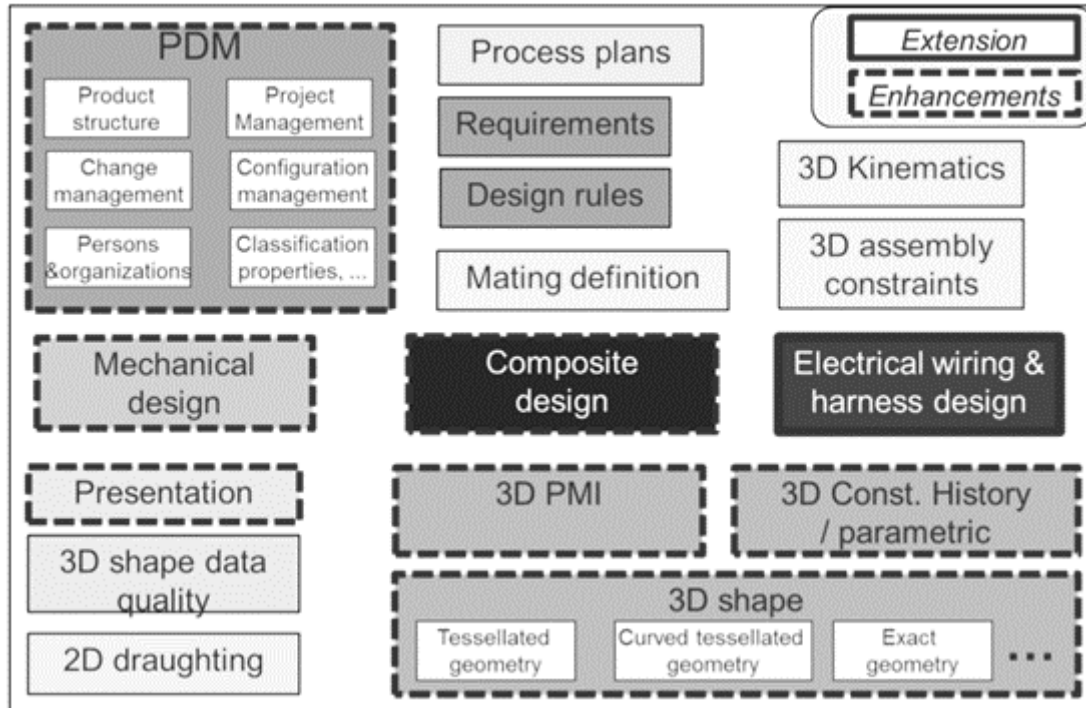 PDM
Product
structure
Project
Management
Change
management
Configuration
management
Persons
&organizations
Classification
properties, ...
Process plans
Requirements
Design rules
Mating definition
Extension
Enhancements
3D Kinematics
3D assembly
constraints
Mechanical
design
Composite
design
Electrical wiring &
harness design
Presentation
3D shape data
quality
2D draughting
3D PMI
3D Const. History
/ parametric
3D shape
Tessellated
geometry
Curved tessellated
geometry
Exact
geometry
...